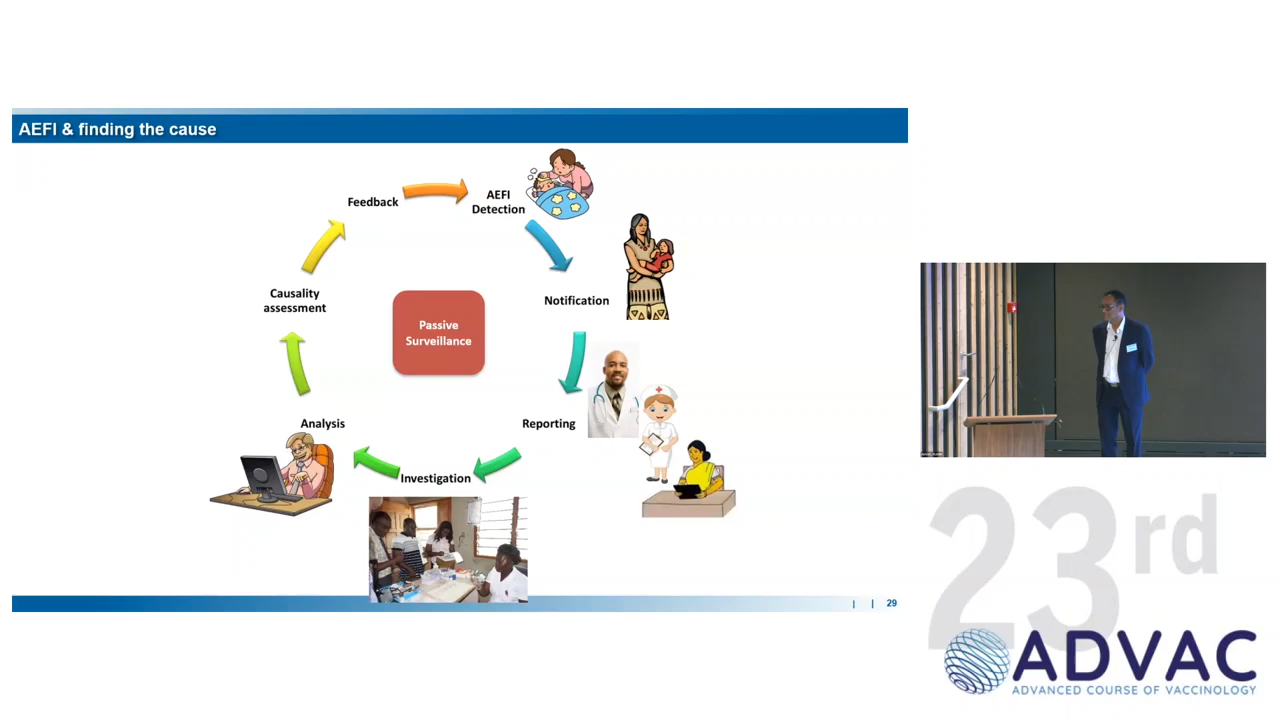 AEFI & finding the cause
Feedback
AEFI
Detection
Notification
Causality
assessment
Passive
Surveillance
Reporting
Analysis
Investigation
| | 29
23rd
ADVAC
ADVANCED COURSE OF VACCINOLOGY